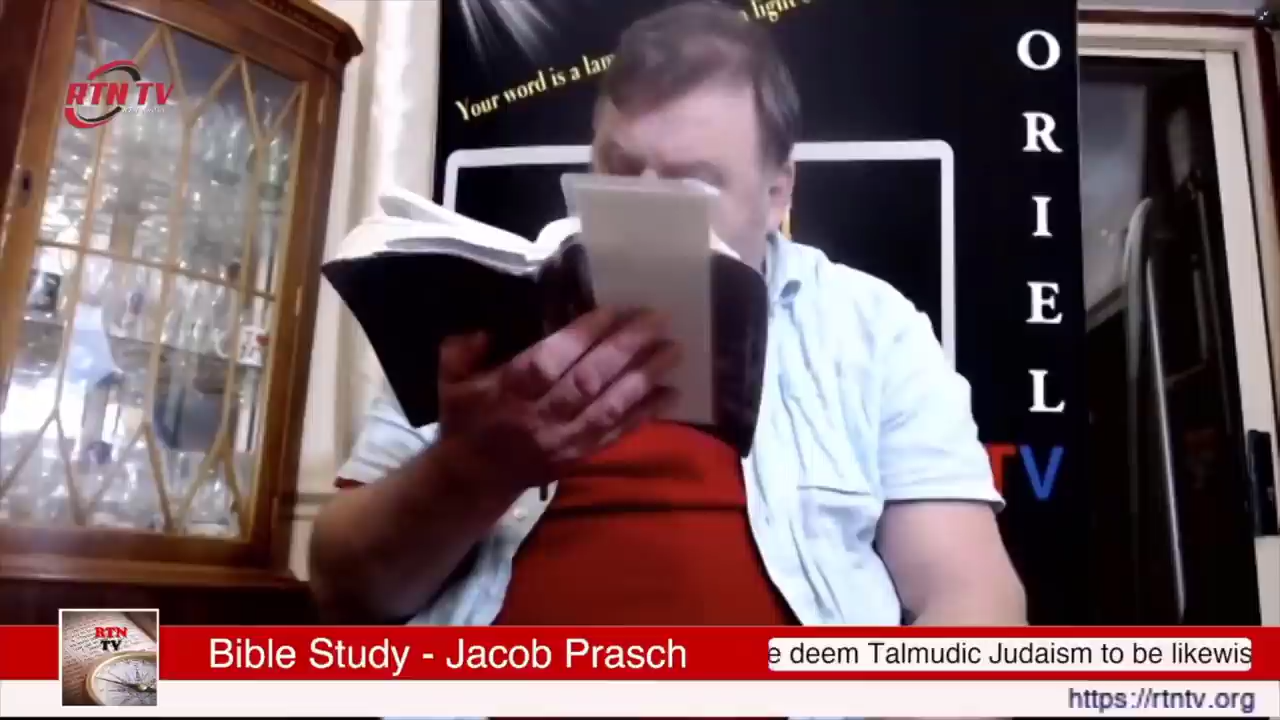 Your word is a lam
light
RTN TV
O
R
I
E
L
TV
RTN
TV
Bible Study - Jacob Prasch
e deem Talmudic Judaism to be likewis
https://rtntv.org